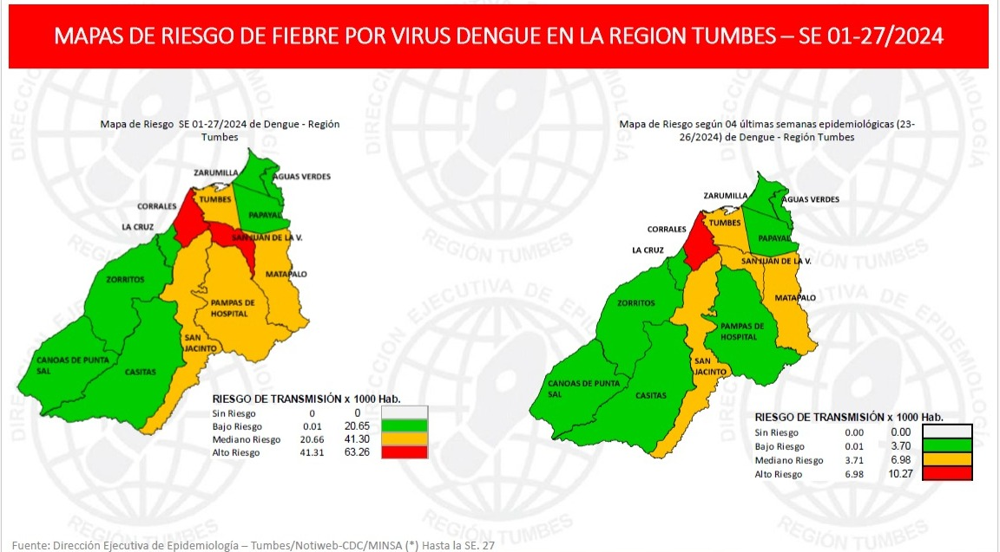 MAPAS DE RIESGO DE FIEBRE POR VIRUS DENGUE EN LA REGION TUMBES – SE 01-27/2024
Mapa de Riesgo SE 01-27/2024 de Dengue - Región
Tumbes
ZARUMILLA
AGUAS VERDES
TUMBES
CORRALES
PAPAYAL
LA CRUZ
SAN JUAN DE LA V.
MATAPALO
ZORRITOS
PAMPAS DE
HOSPITAL
SAN
JACINTO
CANOAS DE PUNTA
SAL
CASITAS
RIESGO DE TRANSMISIÓN x 1000 Hab.
Sin Riesgo 0 0
Bajo Riesgo 0.01 20.65
Mediano Riesgo 20.66 41.30
Alto Riesgo 41.31 63.26
Mapa de Riesgo según 04 últimas semanas epidemiológicas (23-
26/2024) de Dengue - Región Tumbes
ZARUMILLA
AGUAS VERDES
TUMBES
CORRALES
PAPAYAL
LA CRUZ
SAN JUAN DE LA V.
MATAPALO
ZORRITOS
PAMPAS DE
HOSPITAL
SAN
JACINTO
CANOAS DE PUNTA
SAL
CASITAS
RIESGO DE TRANSMISIÓN x 1000 Hab.
Sin Riesgo 0.00 0.00
Bajo Riesgo 0.01 3.70
Mediano Riesgo 3.71 6.98
Alto Riesgo 6.98 10.27
REGIÓN TUMBES
REGIÓN TUMBES
Fuente: Dirección Ejecutiva de Epidemiología – Tumbes/Notiweb-CDC/MINSA (*) Hasta la SE. 27